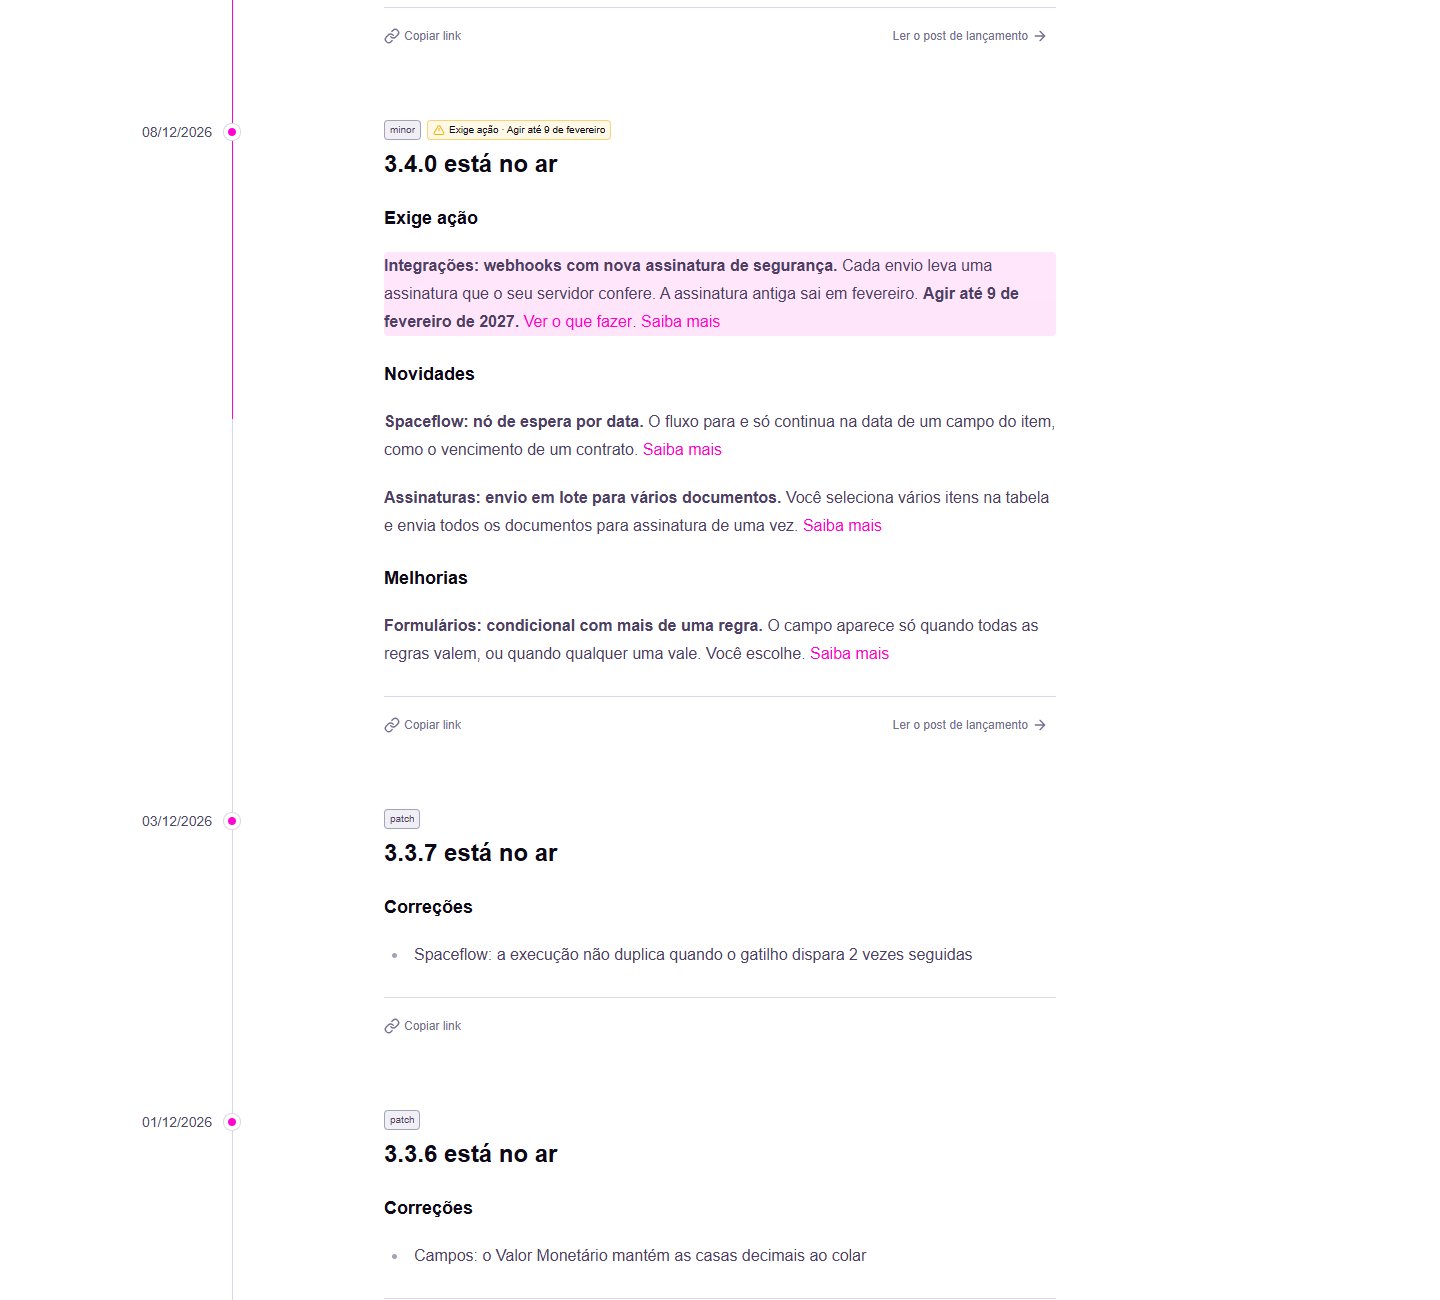 Copiar link
Ler o post de lançamento
08/12/2026
minor
Exige ação · Agir até 9 de fevereiro
3.4.0 está no ar
Exige ação
Integrações: webhooks com nova assinatura de segurança. Cada envio leva uma
assinatura que o seu servidor confere. A assinatura antiga sai em fevereiro. Agir até 9 de
fevereiro de 2027. Ver o que fazer. Saiba mais
Novidades
Spaceflow: nó de espera por data. O fluxo para e só continua na data de um campo do item,
como o vencimento de um contrato. Saiba mais
Assinaturas: envio em lote para vários documentos. Você seleciona vários itens na tabela
e envia todos os documentos para assinatura de uma vez. Saiba mais
Melhorias
Formulários: condicional com mais de uma regra. O campo aparece só quando todas as
regras valem, ou quando qualquer uma vale. Você escolhe. Saiba mais
Copiar link
Ler o post de lançamento
03/12/2026
patch
3.3.7 está no ar
Correções
Spaceflow: a execução não duplica quando o gatilho dispara 2 vezes seguidas
Copiar link
01/12/2026
patch
3.3.6 está no ar
Correções
Campos: o Valor Monetário mantém as casas decimais ao colar